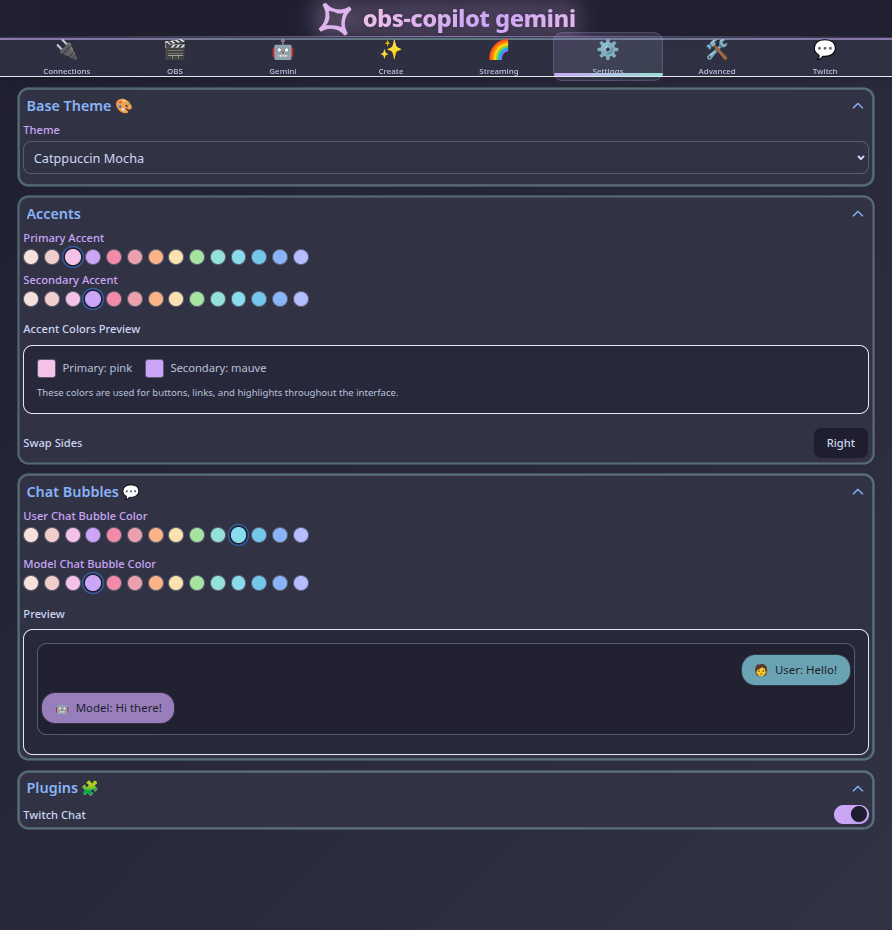 obs-copilot gemini
Connections OBS Gemini Create Streaming Settings Advanced Twitch
Base Theme 🎨
Theme
Catppuccin Mocha
Accents
Primary Accent
Secondary Accent
Accent Colors Preview
Primary: pink Secondary: mauve
These colors are used for buttons, links, and highlights throughout the interface.
Swap Sides Right
Chat Bubbles 💬
User Chat Bubble Color
Model Chat Bubble Color
Preview
User: Hello!
Model: Hi there!
Plugins 🧩
Twitch Chat